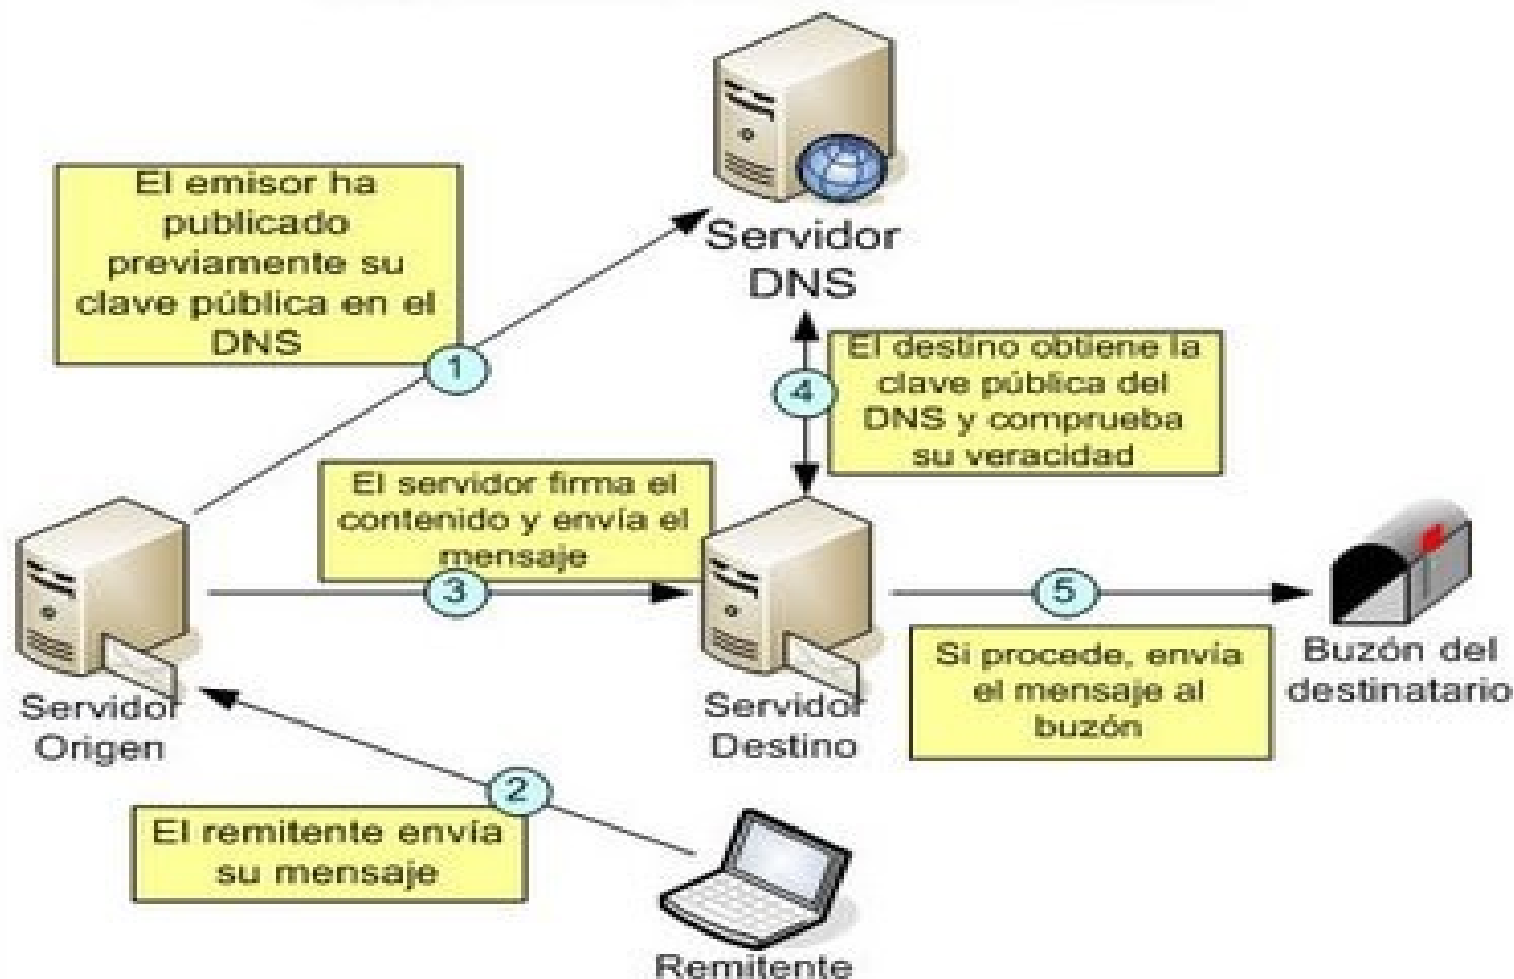 Servidor
DNS
El emisor ha
publicado
previamente su
clave pública en el
DNS
1
El destino obtiene la
clave pública del
DNS y comprueba
su veracidad
4
El servidor firma el
contenido y envía el
mensaje
3
5
Servidor
Origen
Servidor
Destino
Si procede, envía
el mensaje al
buzón
Buzón del
destinatario
2
El remitente envía
su mensaje
Remitente